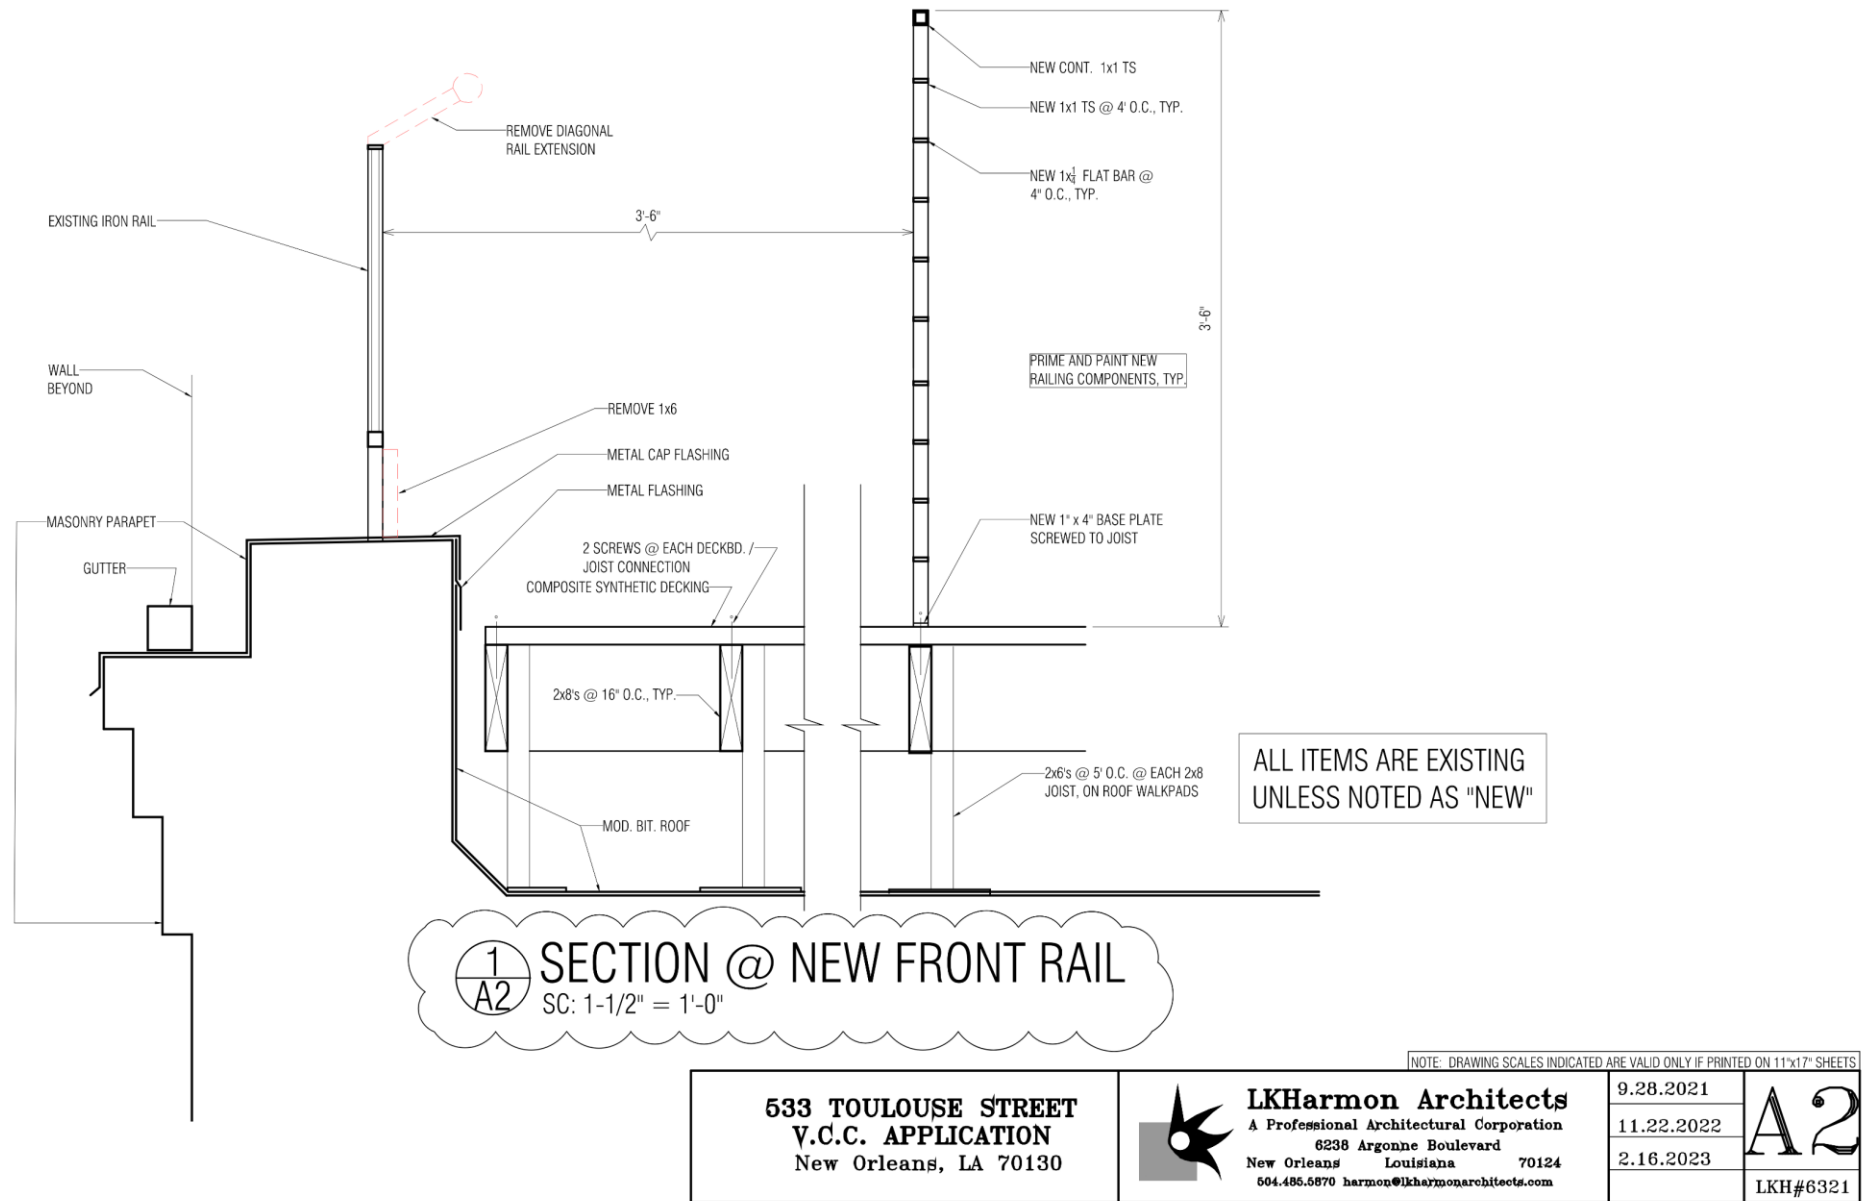 NEW CONT. 1x1 TS
NEW 1x1 TS @ 4' O.C., TYP.
REMOVE DIAGONAL
RAIL EXTENSION
NEW 1x1/4 FLAT BAR @
4" O.C., TYP.
EXISTING IRON RAIL
3'-6"
3'-6"
PRIME AND PAINT NEW
RAILING COMPONENTS, TYP.
WALL
BEYOND
REMOVE 1x6
METAL CAP FLASHING
METAL FLASHING
MASONRY PARAPET
NEW 1" x 4" BASE PLATE
SCREWED TO JOIST
2 SCREWS @ EACH DECKBD. /
JOIST CONNECTION
GUTTER
COMPOSITE SYNTHETIC DECKING
2x8's @ 16" O.C., TYP.
2x6's @ 5' O.C. @ EACH 2x8
JOIST, ON ROOF WALKPADS
ALL ITEMS ARE EXISTING
UNLESS NOTED AS "NEW"
MOD. BIT. ROOF
1
A2
SECTION @ NEW FRONT RAIL
SC: 1-1/2" = 1'-0"
NOTE: DRAWING SCALES INDICATED ARE VALID ONLY IF PRINTED ON 11"x17" SHEETS
533 TOULOUSE STREET
V.C.C. APPLICATION
New Orleans, LA 70130
LKHarmon Architects
A Professional Architectural Corporation
6238 Argonne Boulevard
New Orleans Louisiana 70124
504.485.5870 harmon@lkharmonarchitects.com
9.28.2021
11.22.2022
2.16.2023
A2
LKH#6321